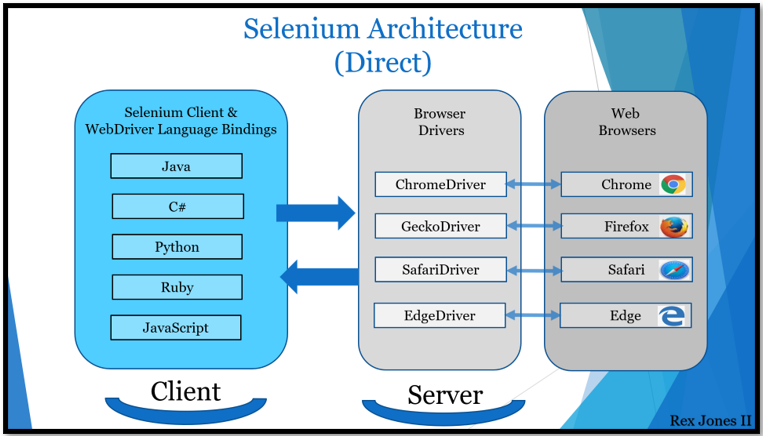 Selenium Architecture
(Direct)
Selenium Client &
WebDriver Language Bindings
Java
C#
Python
Ruby
JavaScript
Client
Browser
Drivers
ChromeDriver
GeckoDriver
SafariDriver
EdgeDriver
Server
Web
Browsers
Chrome
Firefox
Safari
Edge
Rex Jones II